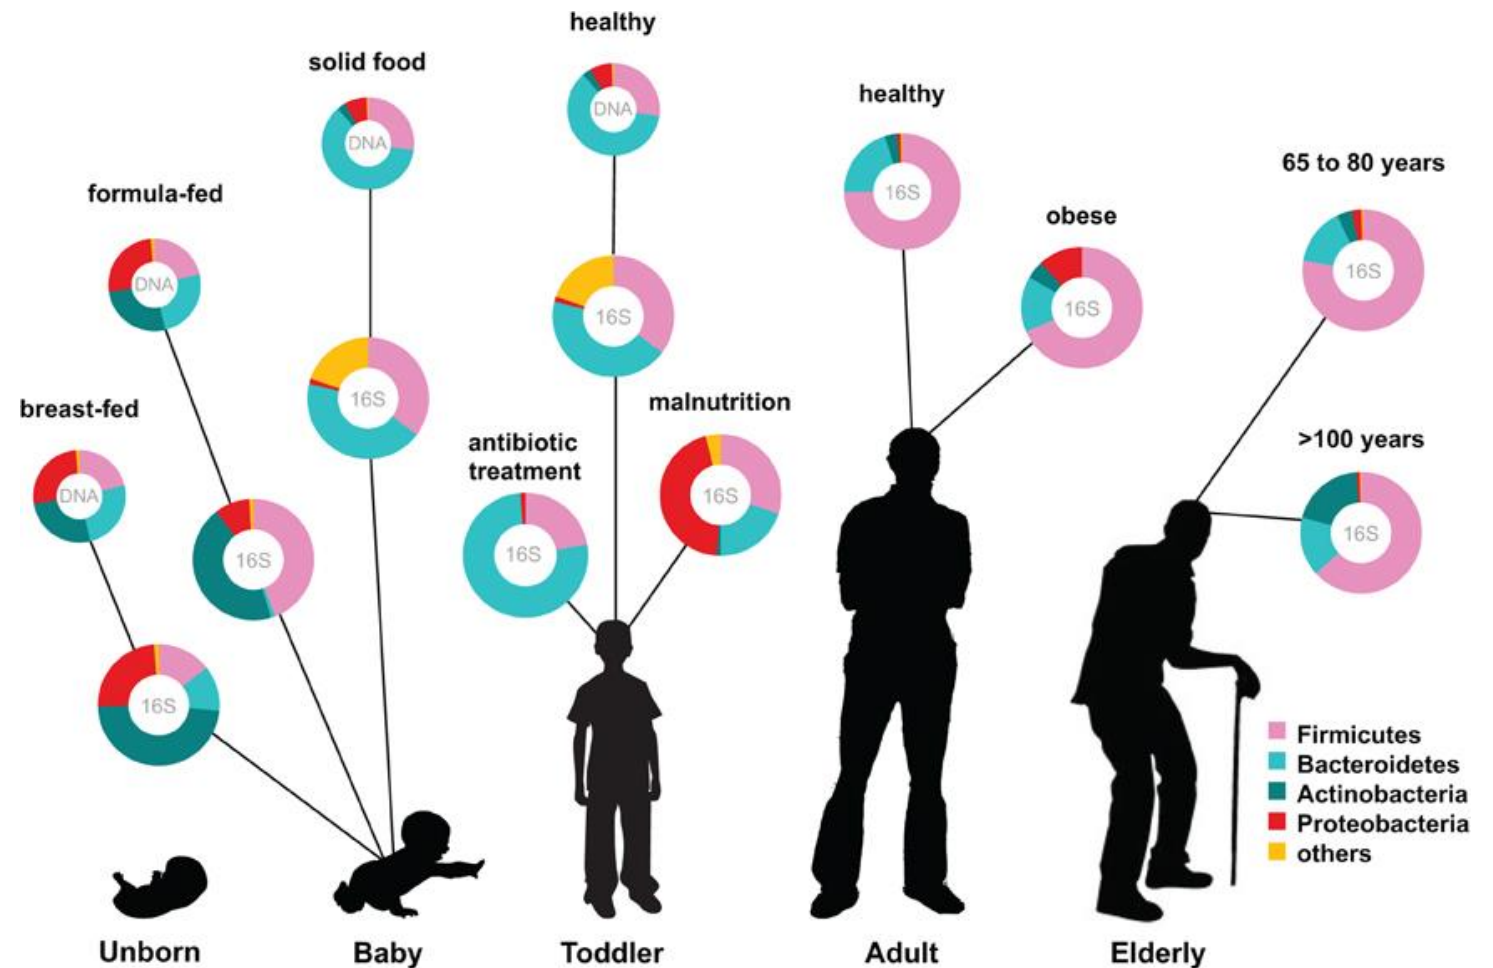 healthy
DNA
solid food
DNA
healthy
16S
65 to 80 years
16S
formula-fed
DNA
obese
16S
16S
16S
breast-fed
DNA
malnutrition
16S
antibiotic
treatment
16S
>100 years
16S
16S
16S
Firmicutes
Bacteroidetes
Actinobacteria
Proteobacteria
others
Unborn
Baby
Toddler
Adult
Elderly